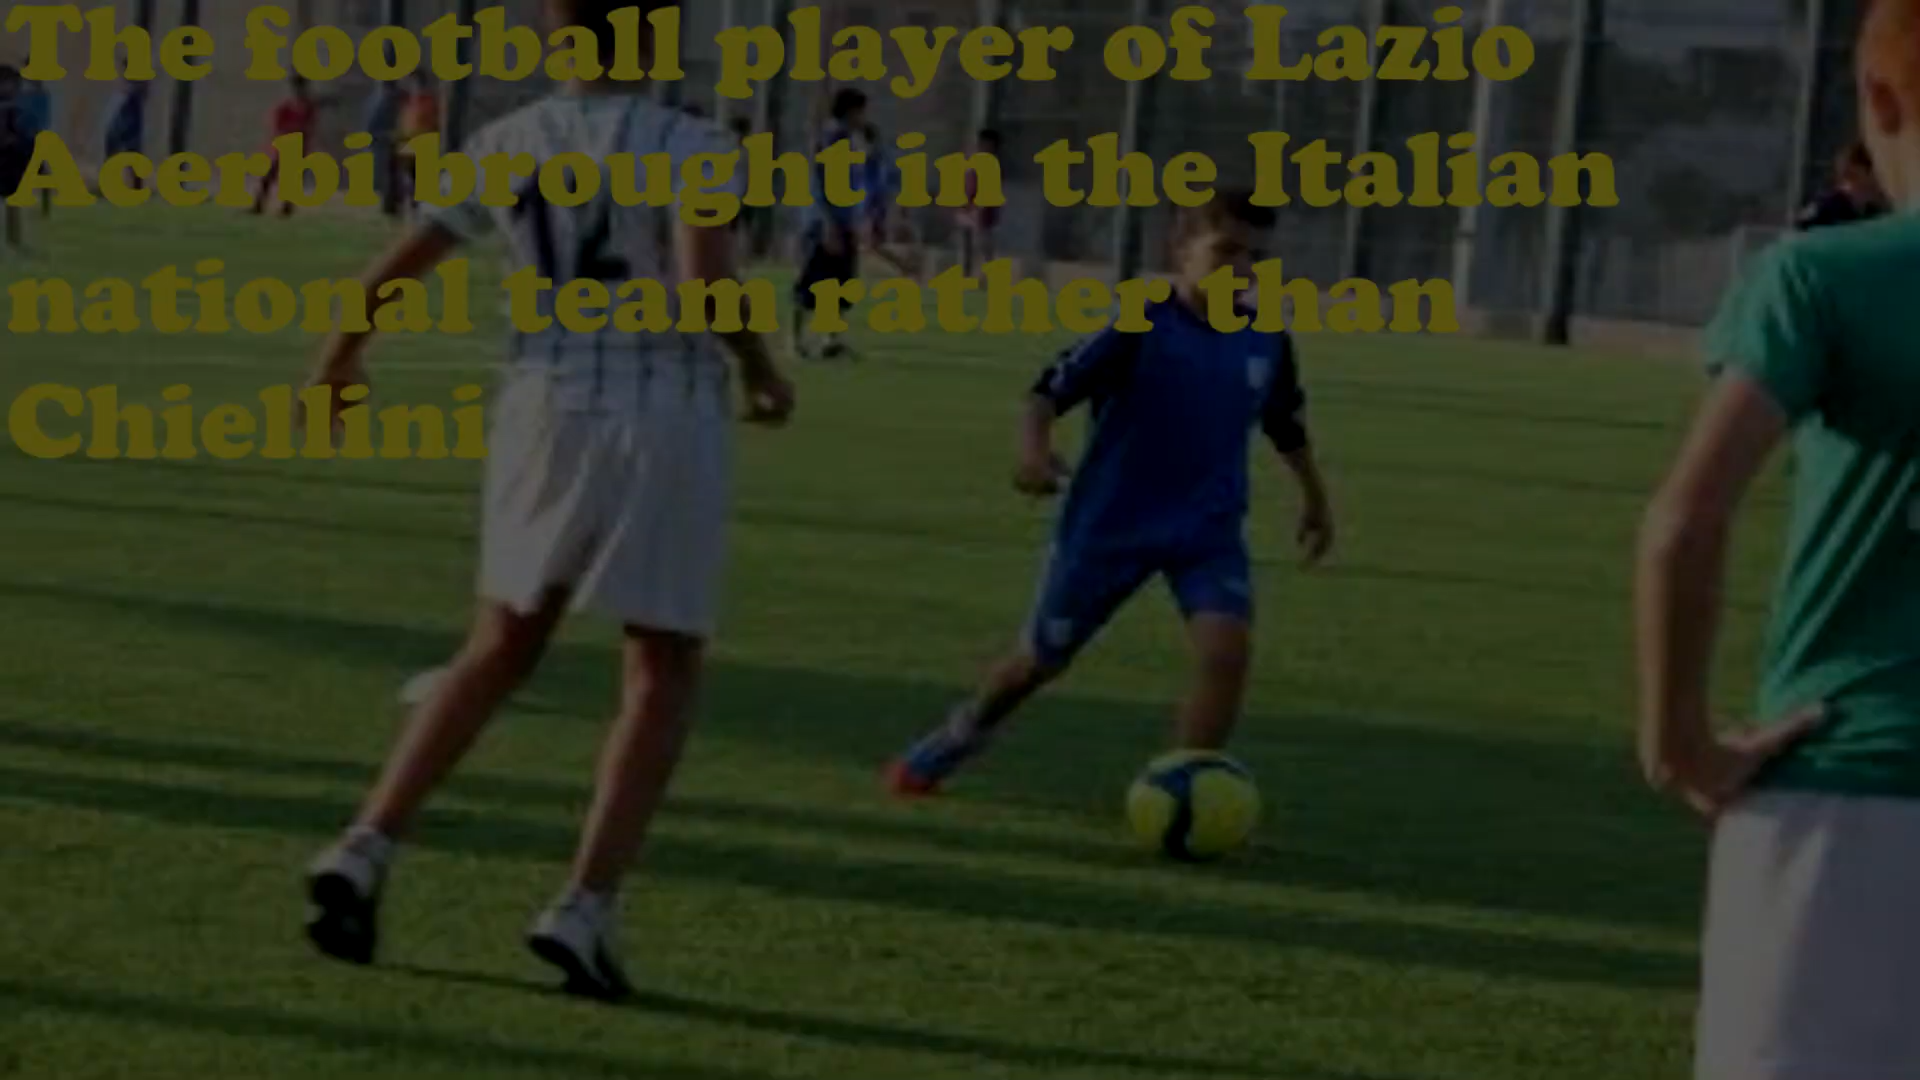 The football player of Lazio
Acerbi brought in the Italian
national team rather than
Chiellini